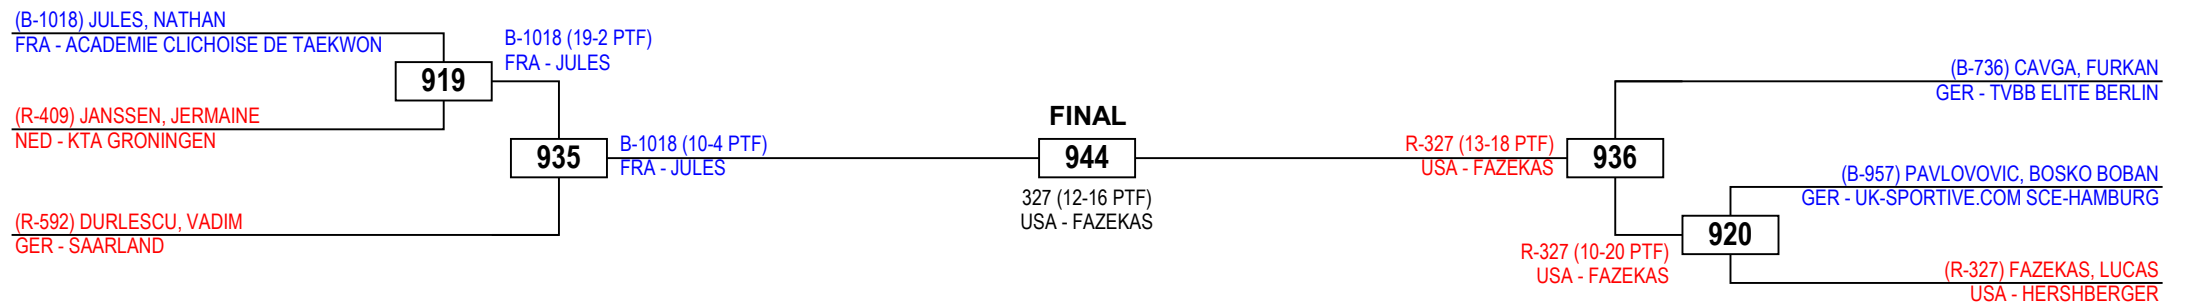 (B-1018) JULES, NATHAN
FRA - ACADEMIE CLICHOISE DE TAEKWON
B-1018 (19-2 PTF)
FRA - JULES
919
(R-409) JANSSEN, JERMAINE
NED - KTA GRONINGEN
935
B-1018 (10-4 PTF)
FRA - JULES
(R-592) DURLESCU, VADIM
GER - SAARLAND
FINAL
944
327 (12-16 PTF)
USA - FAZEKAS
(B-736) CAVGA, FURKAN
GER - TVBB ELITE BERLIN
R-327 (13-18 PTF)
USA - FAZEKAS
936
(B-957) PAVLOVOVIC, BOSKO BOBAN
GER - UK-SPORTIVE.COM SCE-HAMBURG
920
R-327 (10-20 PTF)
USA - FAZEKAS
(R-327) FAZEKAS, LUCAS
USA - HERSHBERGER